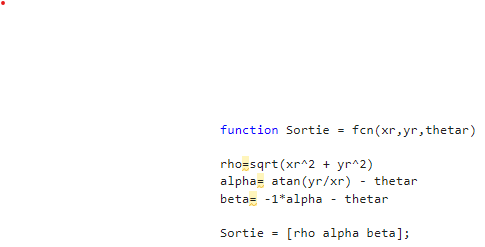 function Sortie = fcn(xr,yr,thetar)
rho=sqrt(xr^2 + yr^2)
alpha= atan(yr/xr) - thetar
beta= -1*alpha - thetar
Sortie = [rho alpha beta];